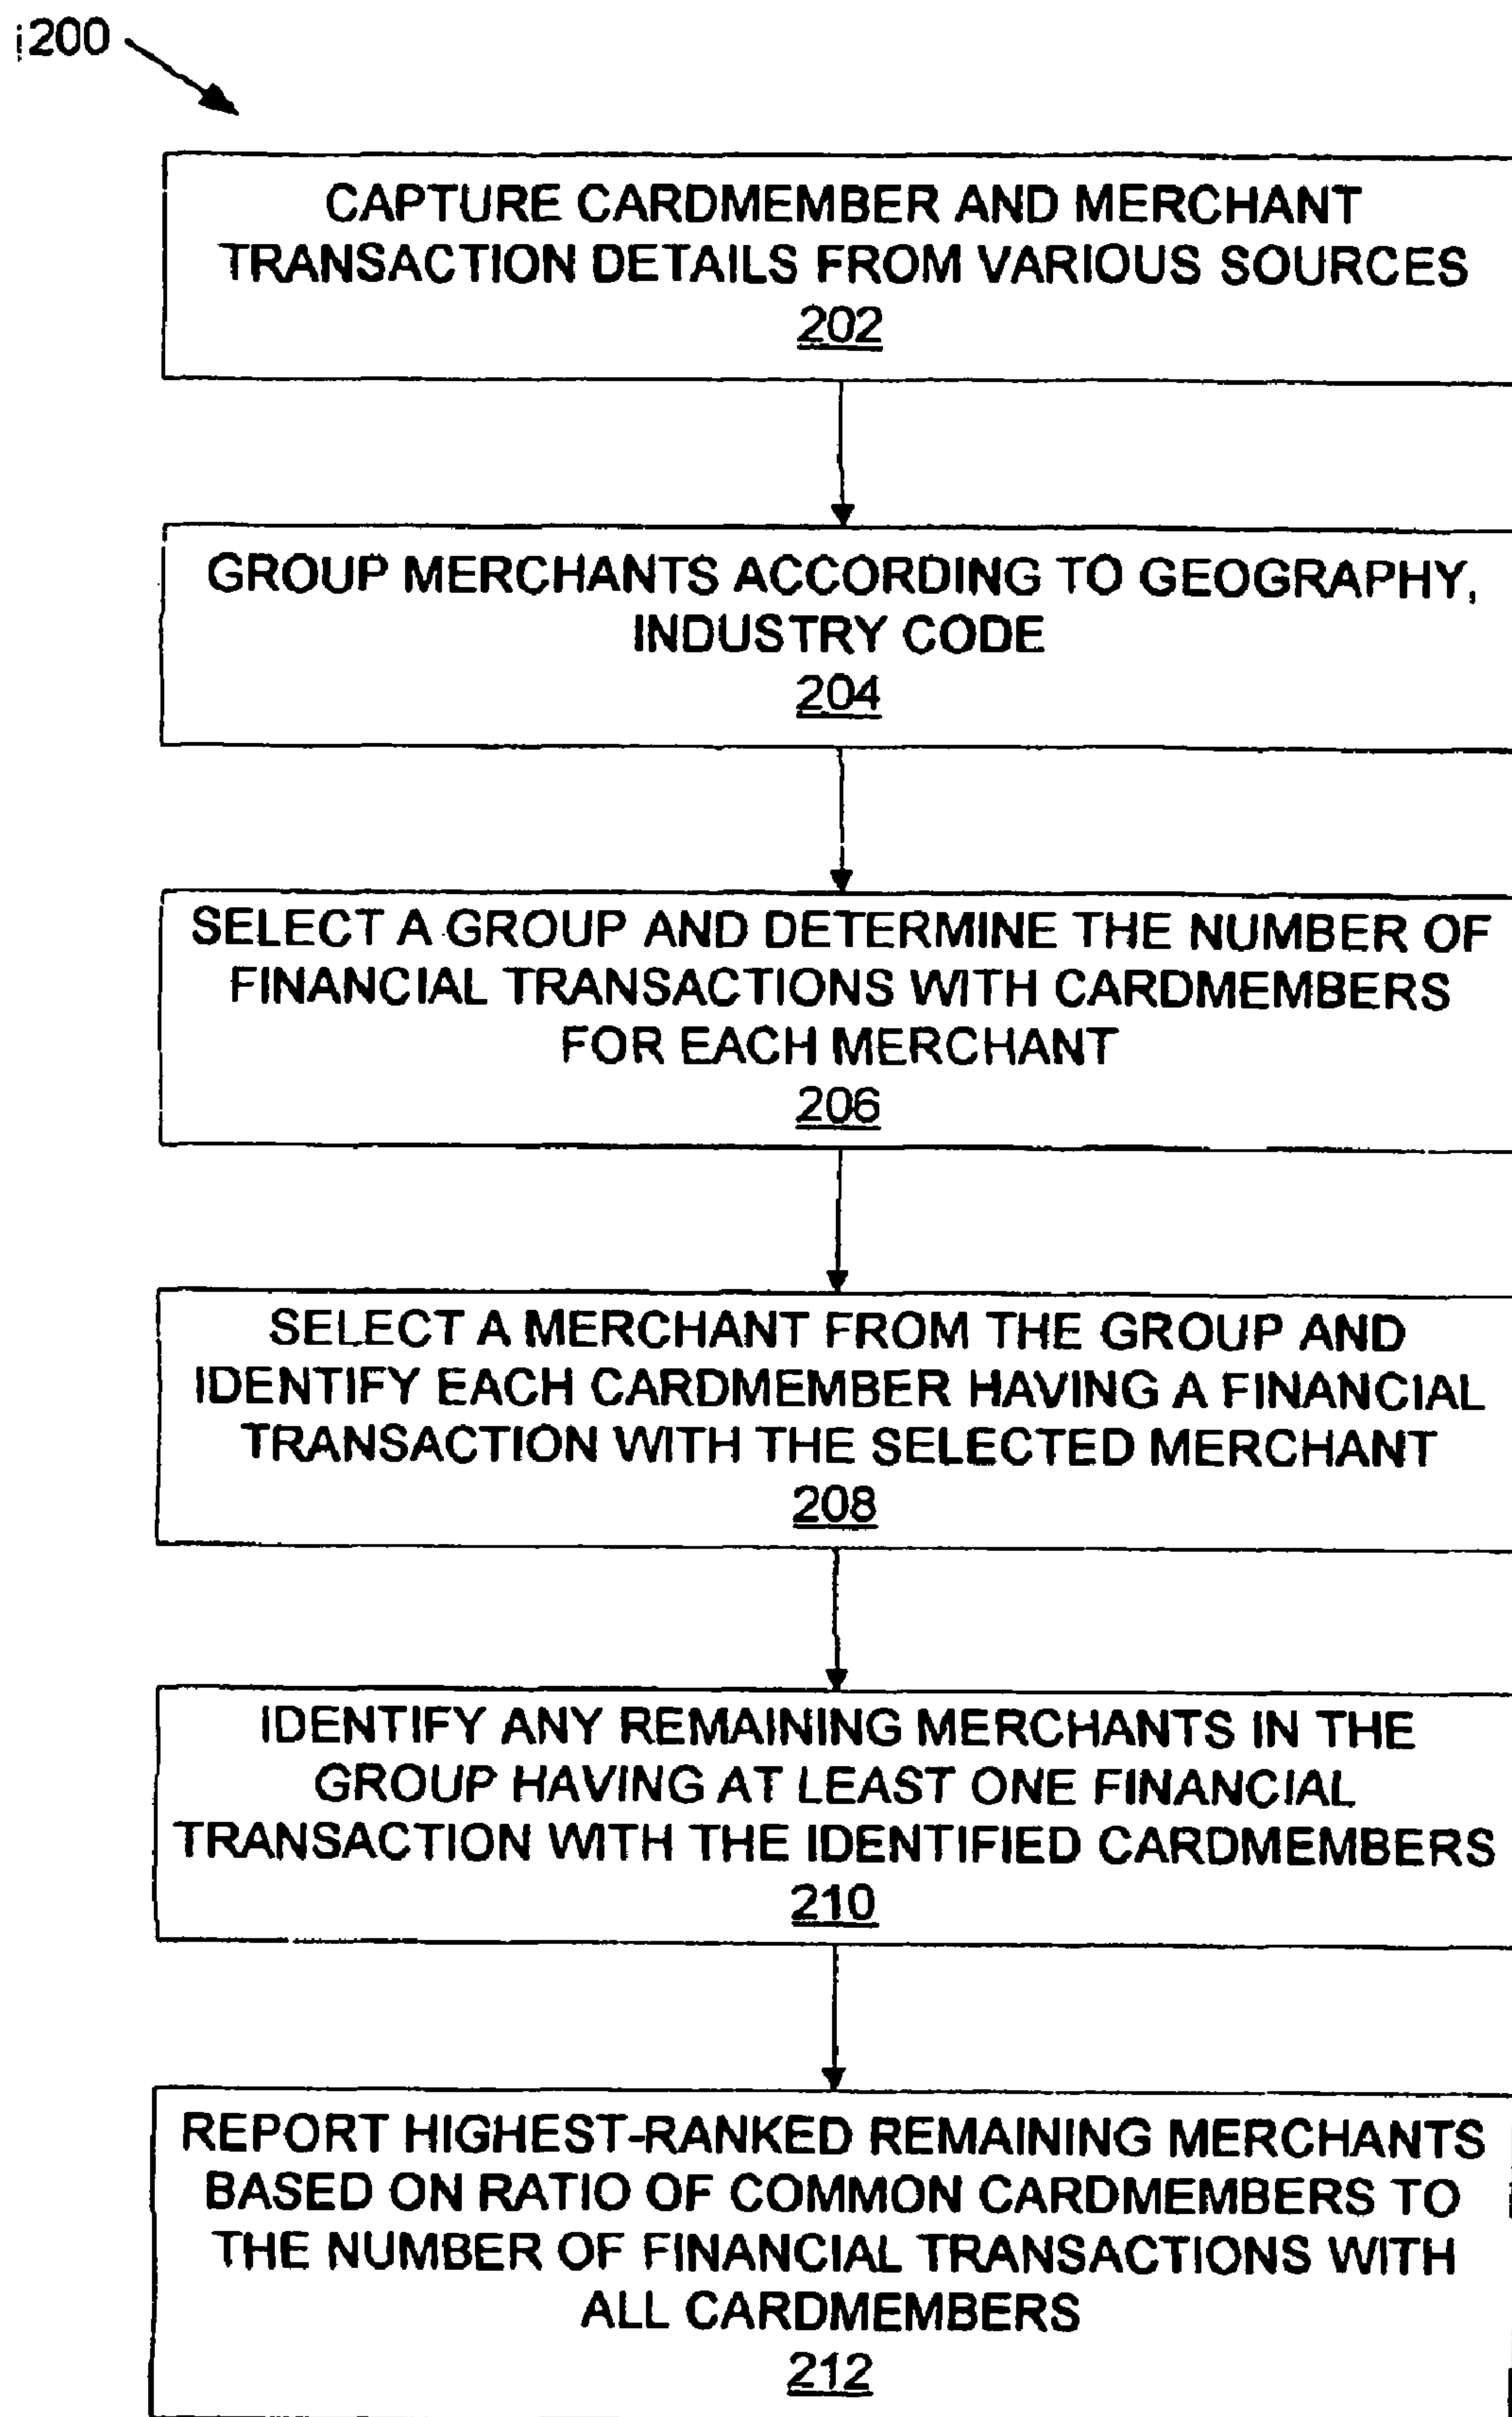 200
CAPTURE CARDMEMBER AND MERCHANT
TRANSACTION DETAILS FROM VARIOUS SOURCES
202
GROUP MERCHANTS ACCORDING TO GEOGRAPHY,
INDUSTRY CODE
204
SELECT A GROUP AND DETERMINE THE NUMBER OF
FINANCIAL TRANSACTIONS WITH CARDMEMBERS
FOR EACH MERCHANT
206
SELECT A MERCHANT FROM THE GROUP AND
IDENTIFY EACH CARDMEMBER HAVING A FINANCIAL
TRANSACTION WITH THE SELECTED MERCHANT
208
IDENTIFY ANY REMAINING MERCHANTS IN THE
GROUP HAVING AT LEAST ONE FINANCIAL
TRANSACTION WITH THE IDENTIFIED CARDMEMBERS
210
REPORT HIGHEST-RANKED REMAINING MERCHANTS
BASED ON RATIO OF COMMON CARDMEMBERS TO
THE NUMBER OF FINANCIAL TRANSACTIONS WITH
ALL CARDMEMBERS
212